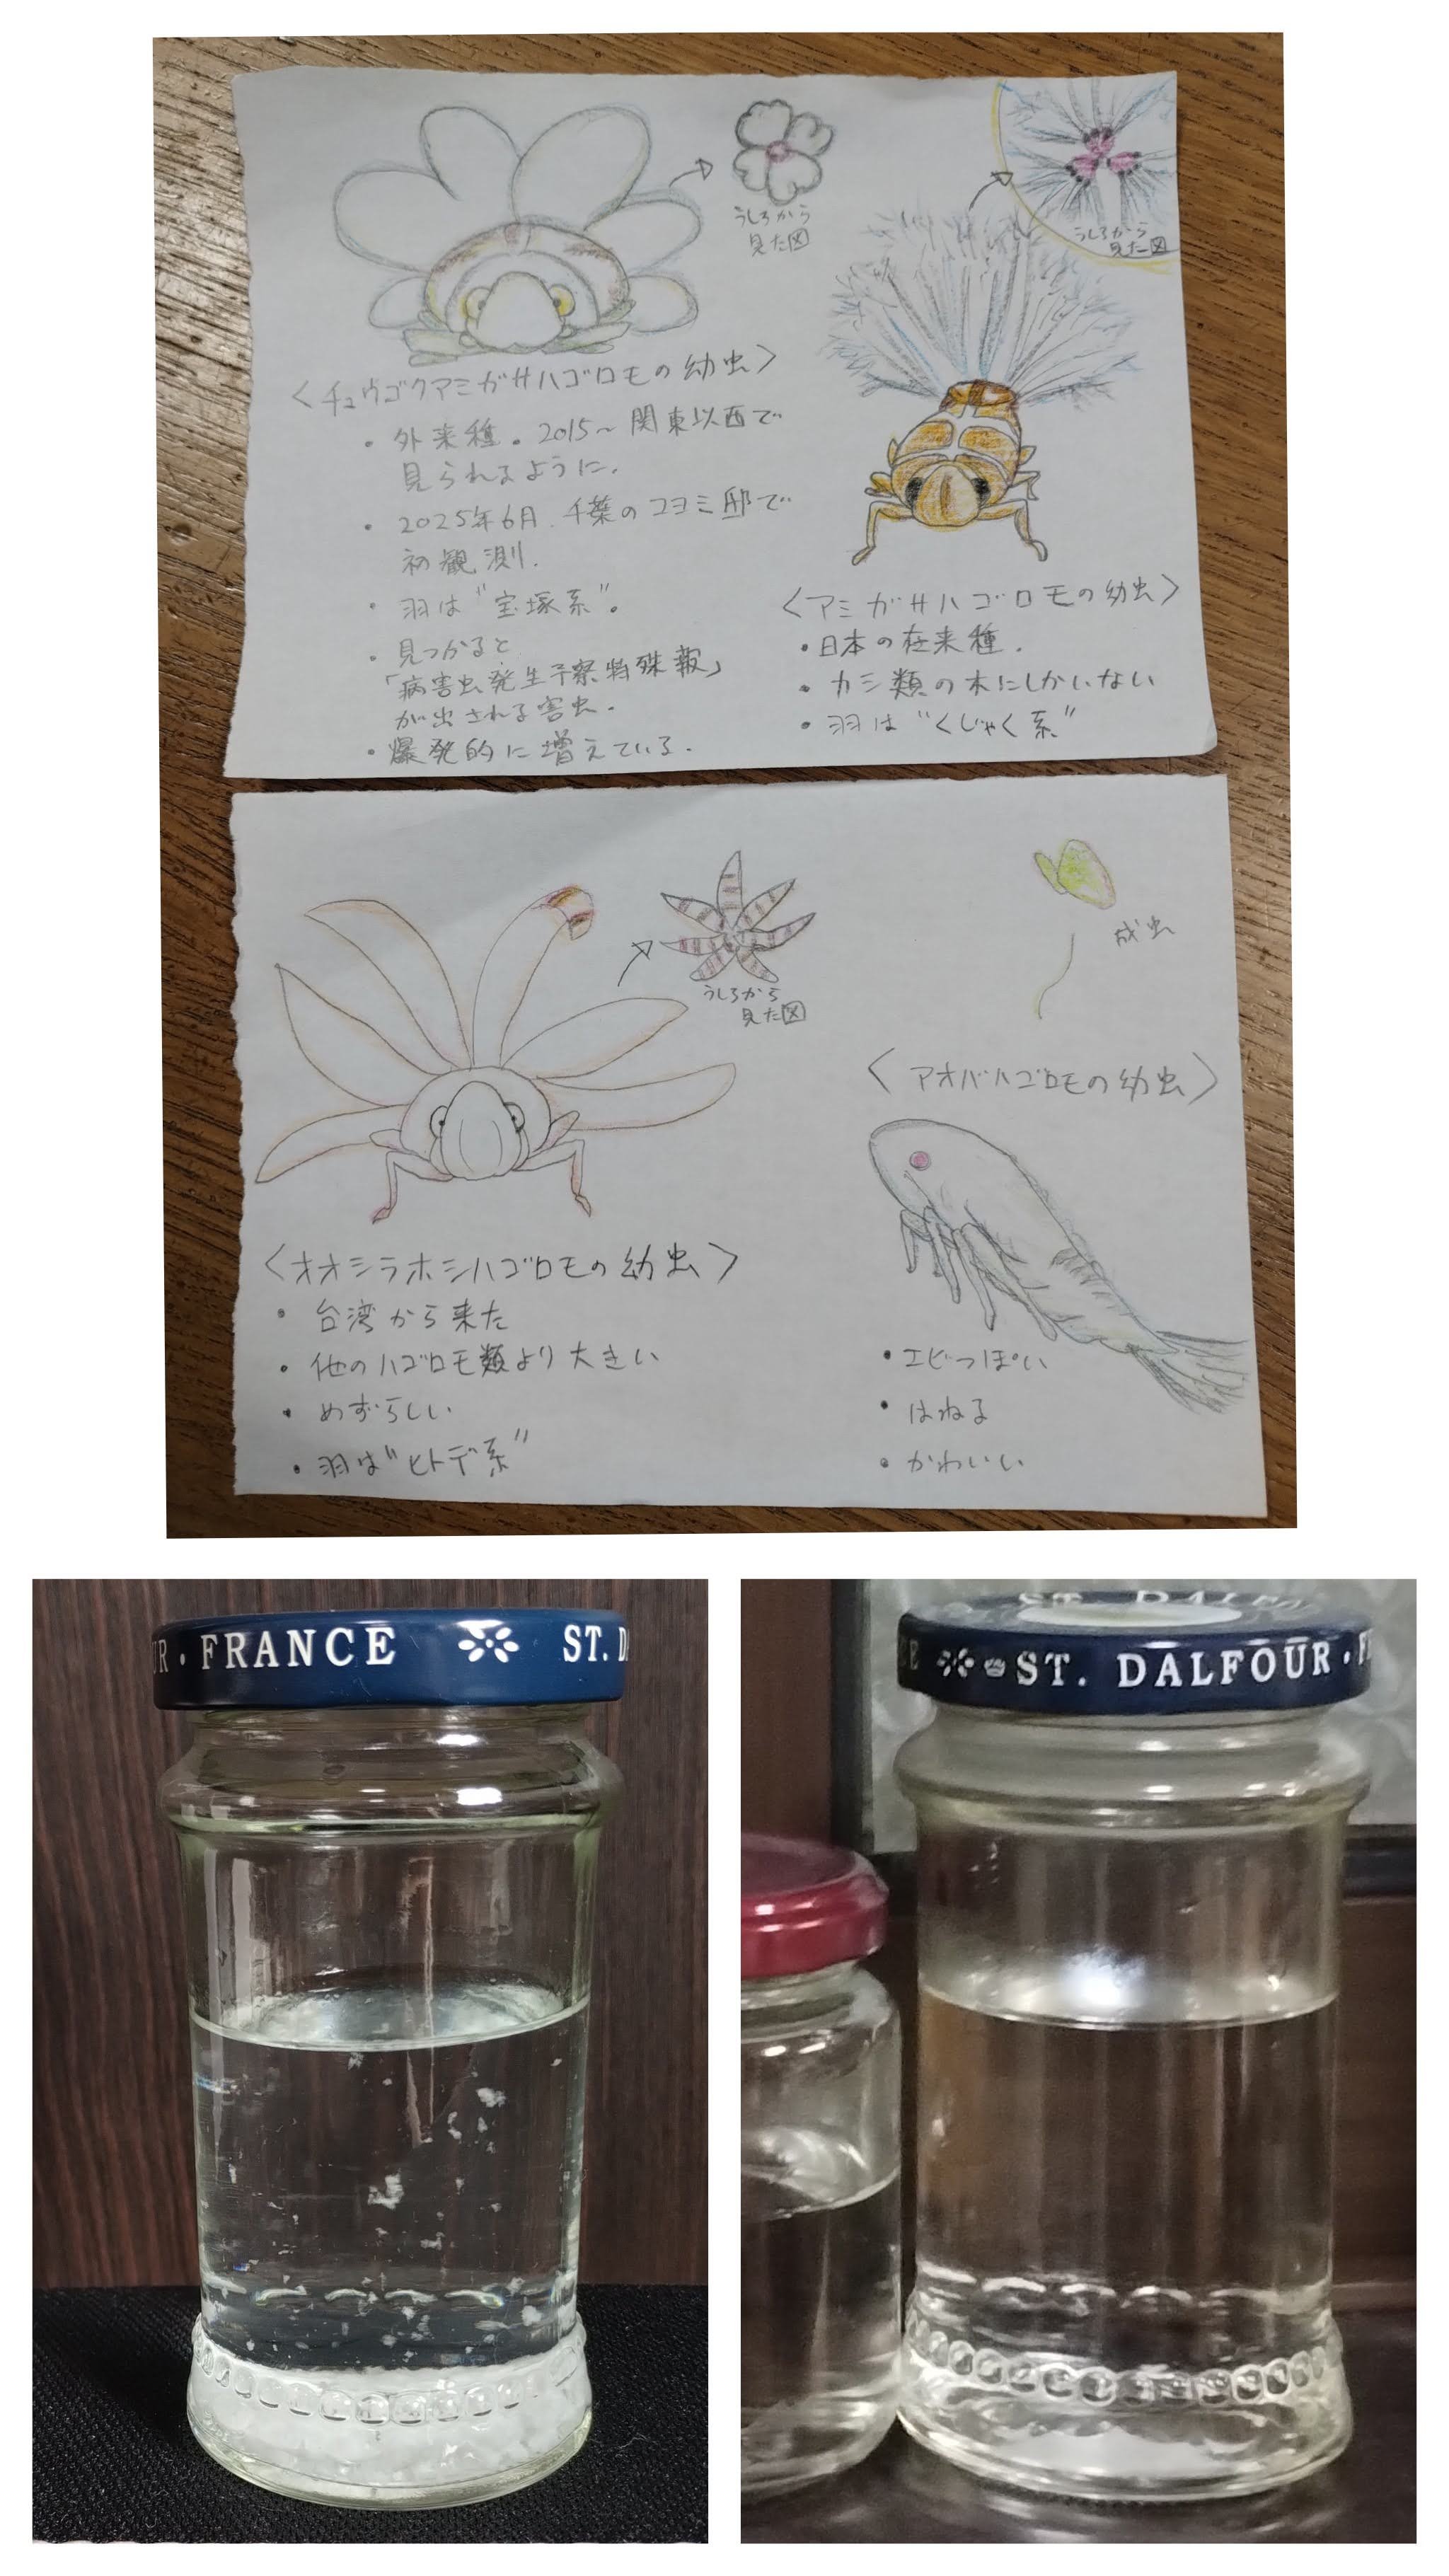 うしろから
見た図
うしろから
見た図
〈チュウゴクアミガサハゴロモの幼虫〉
・外来種。2015〜関東以西で
見られるように.
・2025年6月.千葉のコヨミ邸で
初観測.
・羽は"宝塚系"。
・見つかると
「病害虫発生予察特殊報」
が出される害虫.
・爆発的に増えている.
〈アミガサハゴロモの幼虫〉
・日本の在来種.
・カシ類の木にしかいない
・羽は"くじゃく系"
うしろから
見た図
〈オオシラホシハゴロモの幼虫〉
・台湾から来た
・他のハゴロモ類より大きい
・めずらしい
・羽は"ヒトデ系"
成虫
〈アオバハゴロモの幼虫〉
・エビっぽい
・はねる
・かわいい
UR・FRANCE ST. D
ST. DALFO
CE ST. DALFOUR・F